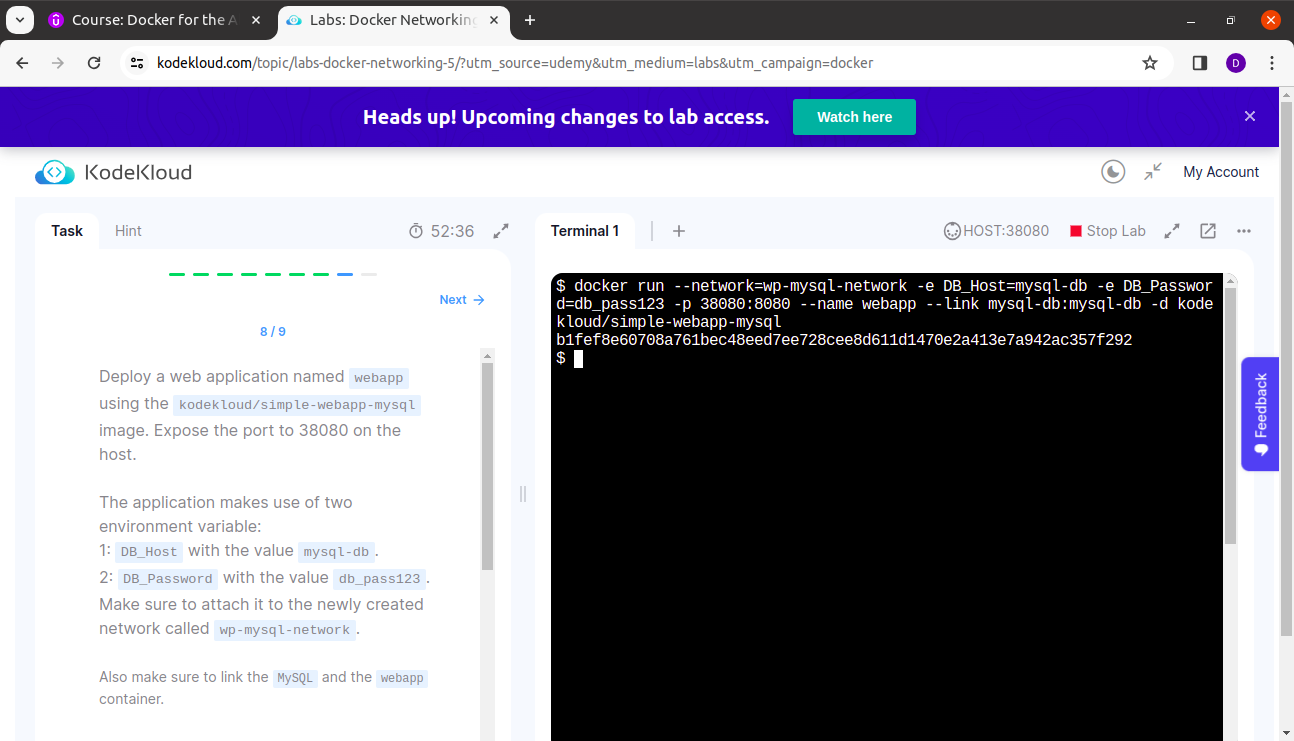 Course: Docker for the A
Labs: Docker Networking
kodekloud.com/topic/labs-docker-networking-5/?utm_source=udemy&utm_medium=labs&utm_campaign=docker
D
Heads up! Upcoming changes to lab access.
Watch here
KodeKloud
My Account
Task
Hint
52:36
Next
8 / 9
Deploy a web application named webapp
using the kodekloud/simple-webapp-mysql
image. Expose the port to 38080 on the
host.
The application makes use of two
environment variable:
1: DB_Host with the value mysql-db.
2: DB_Password with the value db_pass123.
Make sure to attach it to the newly created
network called wp-mysql-network.
Also make sure to link the MySQL and the webapp
container.
Terminal 1
HOST:38080
Stop Lab
$ docker run --network=wp-mysql-network -e DB_Host=mysql-db -e DB_Passwor
d=db_pass123 -p 38080:8080 --name webapp --link mysql-db:mysql-db -d kode
kloud/simple-webapp-mysql
b1fef8e60708a761bec48eed7ee728cee8d611d1470e2a413e7a942ac357f292
$
Feedback